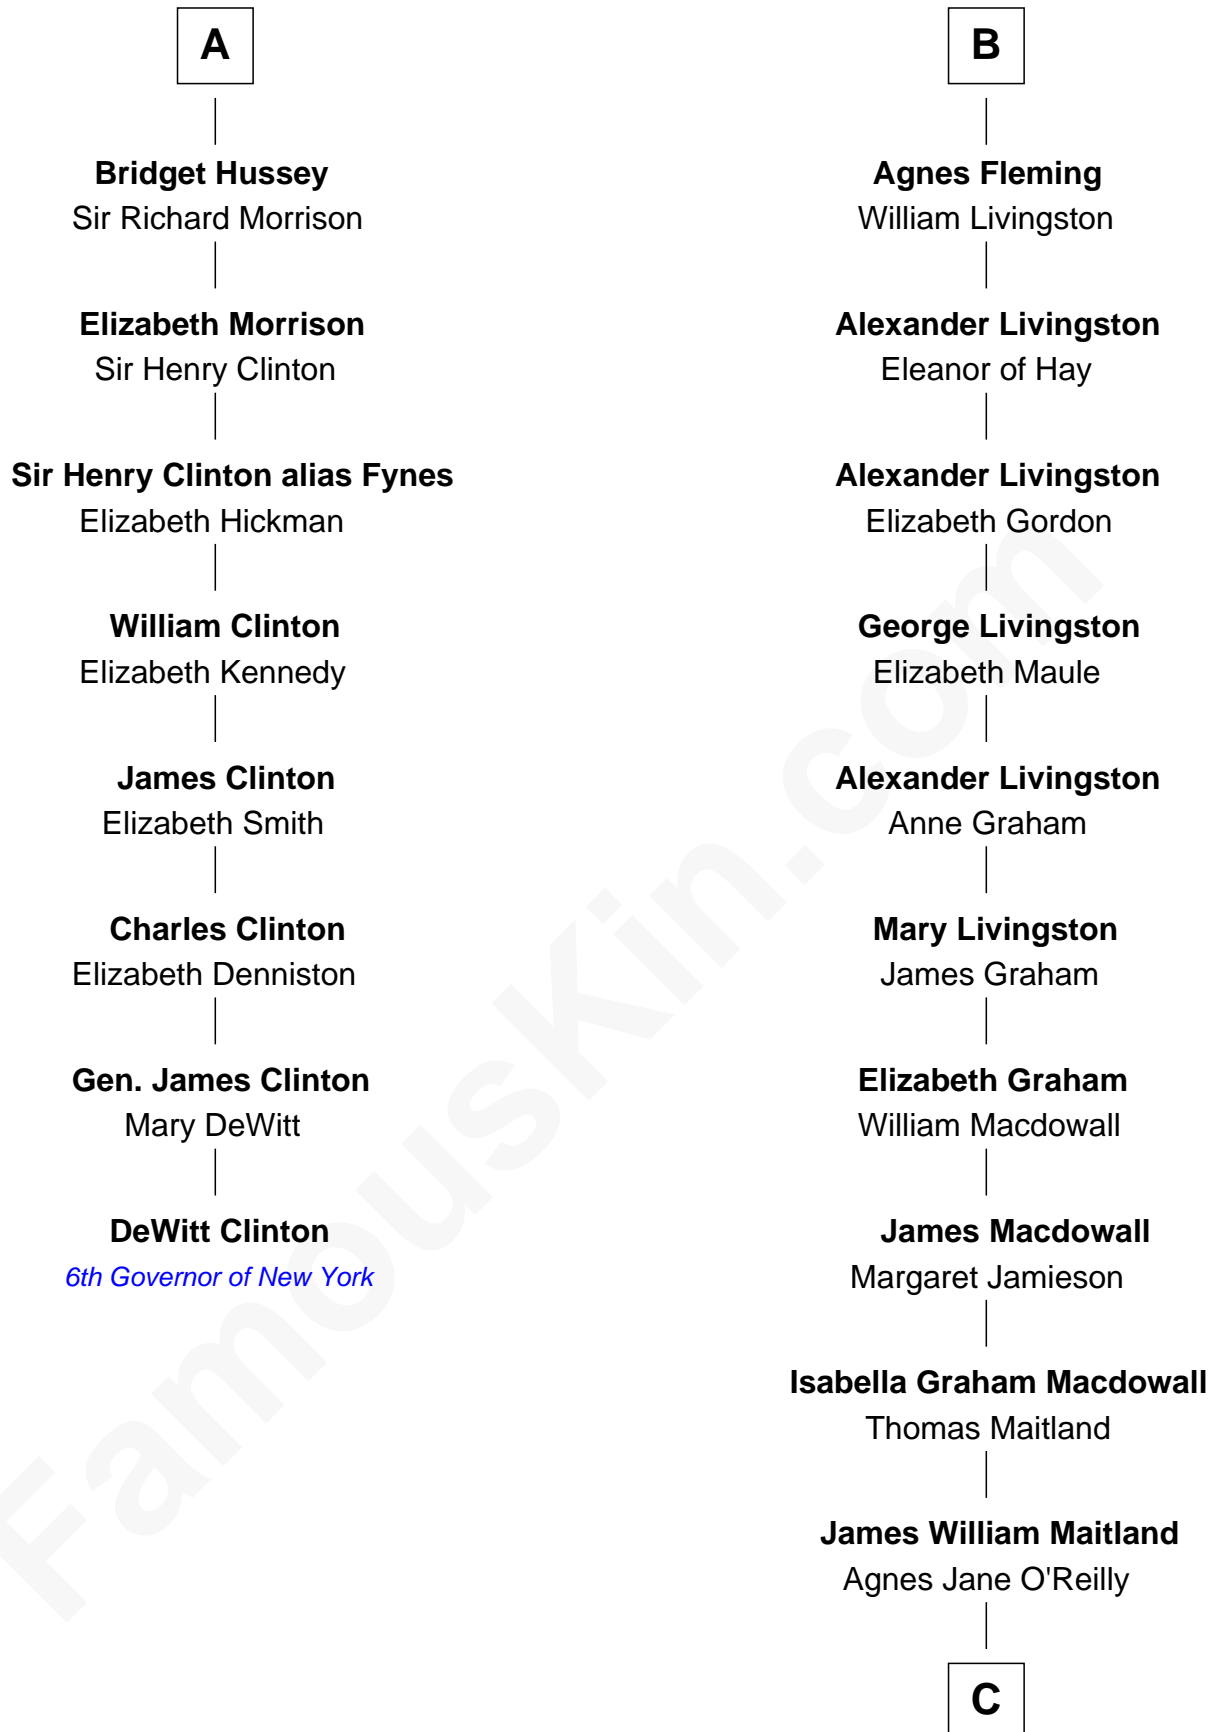 A
Bridget Hussey
Sir Richard Morrison
Elizabeth Morrison
Sir Henry Clinton
Sir Henry Clinton alias Fynes
Elizabeth Hickman
William Clinton
Elizabeth Kennedy
James Clinton
Elizabeth Smith
Charles Clinton
Elizabeth Denniston
Gen. James Clinton
Mary DeWitt
DeWitt Clinton
6th Governor of New York
B
Agnes Fleming
William Livingston
Alexander Livingston
Eleanor of Hay
Alexander Livingston
Elizabeth Gordon
George Livingston
Elizabeth Maule
Alexander Livingston
Anne Graham
Mary Livingston
James Graham
Elizabeth Graham
William Macdowall
James Macdowall
Margaret Jamieson
Isabella Graham Macdowall
Thomas Maitland
James William Maitland
Agnes Jane O'Reilly
C
FamousKin.com